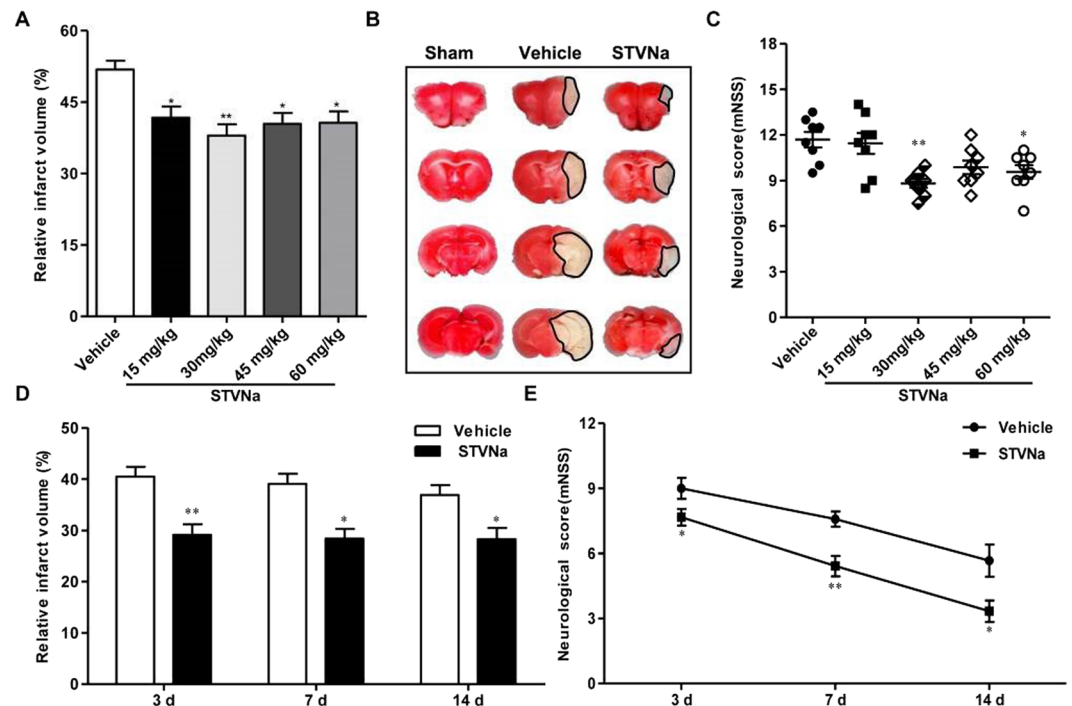 A
Relative infarct volume (%)
60
45
30
15
0
*
**
*
*
Vehicle
15 mg/kg
30mg/kg
45 mg/kg
60 mg/kg
STVNa
B
Sham
Vehicle
STVNa
C
Neurological score(mNSS)
18
15
12
9
6
3
0
**
*
Vehicle
15 mg/kg
30mg/kg
45 mg/kg
60 mg/kg
STVNa
D
Relative infarct volume (%)
50
40
30
20
10
0
Vehicle
STVNa
**
*
*
3 d
7 d
14 d
E
Neurological score(mNSS)
12
9
6
3
0
Vehicle
STVNa
*
**
*
3 d
7 d
14 d